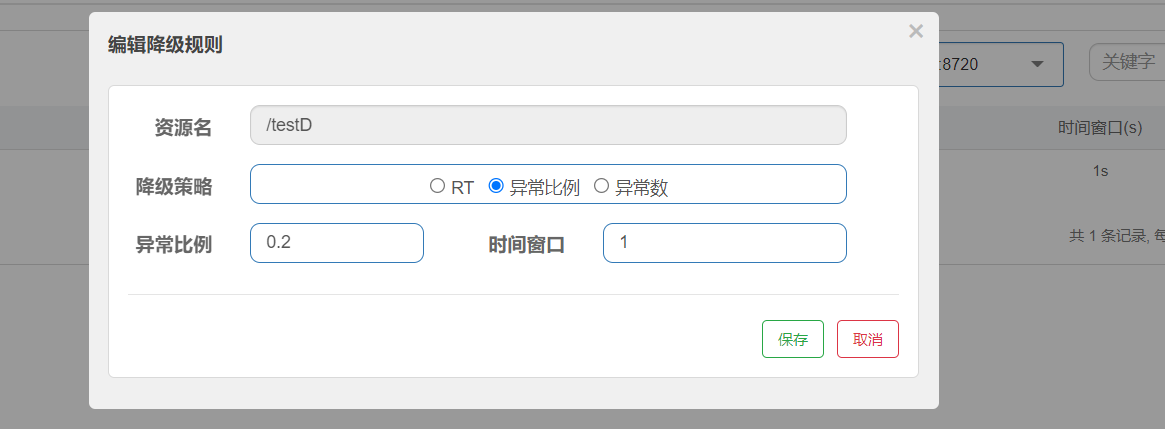 编辑降级规则
×
:8720
关键字
资源名
/testD
时间窗口(s)
降级策略
RT
异常比例
异常数
1s
异常比例
0.2
时间窗口
1
共 1 条记录, 每
保存
取消